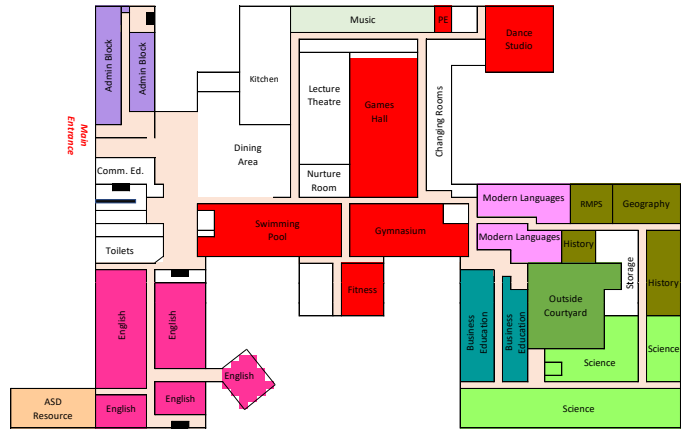 Music
PE
Dance
Studio
Admin Block
Admin Block
Kitchen
Lecture
Theatre
Games
Hall
Changing Rooms
Main
Entrance
Dining
Area
Comm. Ed.
Nurture
Room
Modern Languages
RMPS
Geography
Swimming
Pool
Gymnasium
Modern Languages
History
Toilets
Storage
History
Fitness
Outside
Courtyard
English
English
Business
Education
Business
Education
Science
Science
English
ASD
Resource
English
English
Science